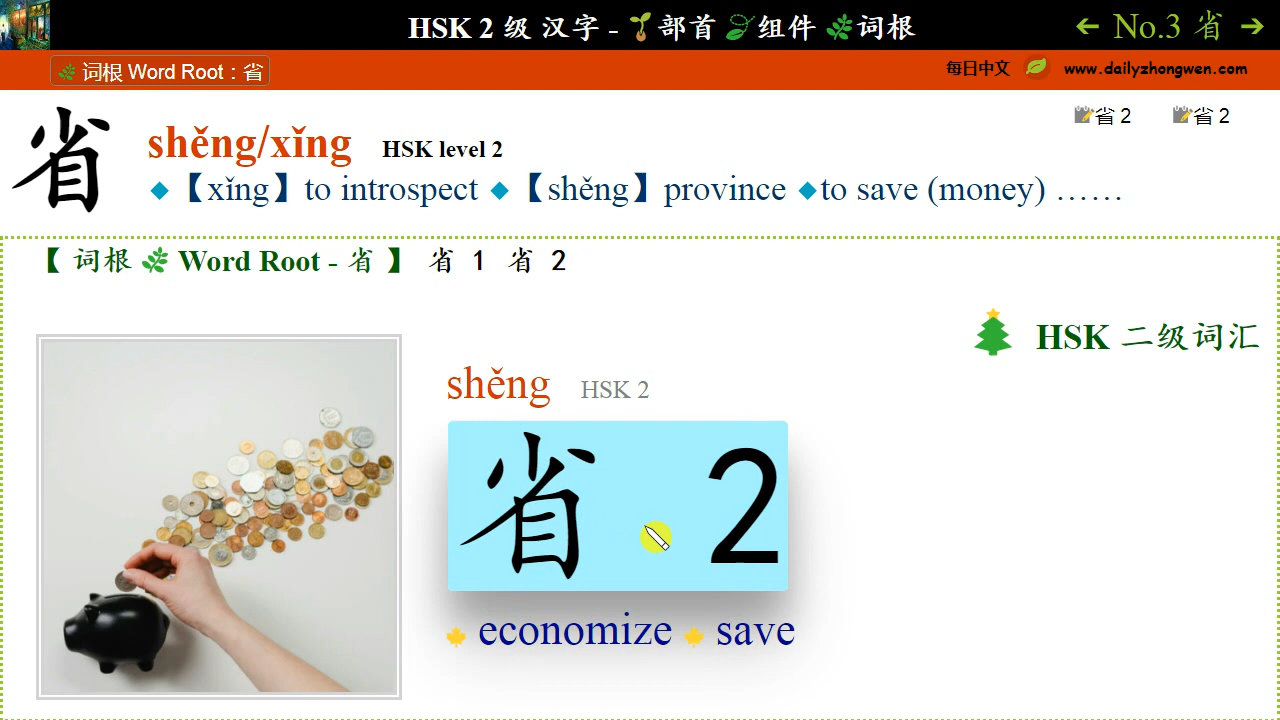 HSK 2 级 汉字 - 部首 组件 词根
← No.3 省 →
词根 Word Root : 省
每日中文 www.dailyzhongwen.com
省 2 省 2
省
shěng/xǐng HSK level 2
◆【xǐng】to introspect ◆【shěng】province ◆to save (money) ……
【 词根 Word Root - 省 】 省 1 省 2
HSK 二级词汇
shěng HSK 2
省 2
economize save